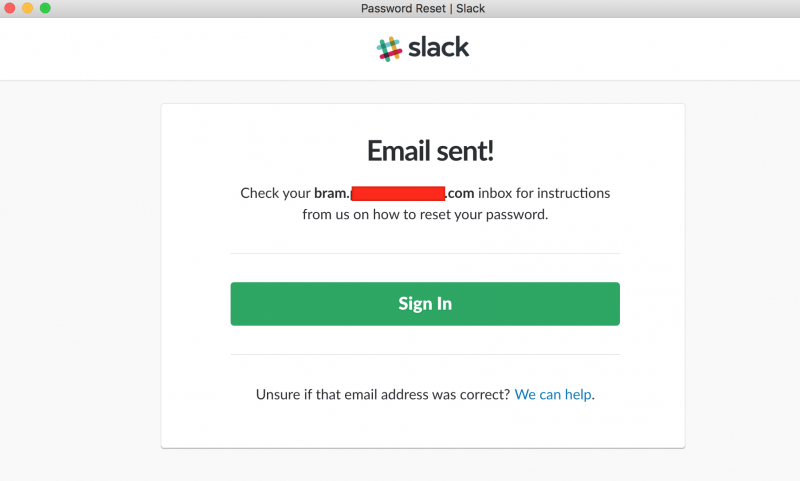 Password Reset | Slack
slack
Email sent!
Check your bram. .com inbox for instructions
from us on how to reset your password.
Sign In
Unsure if that email address was correct? We can help.